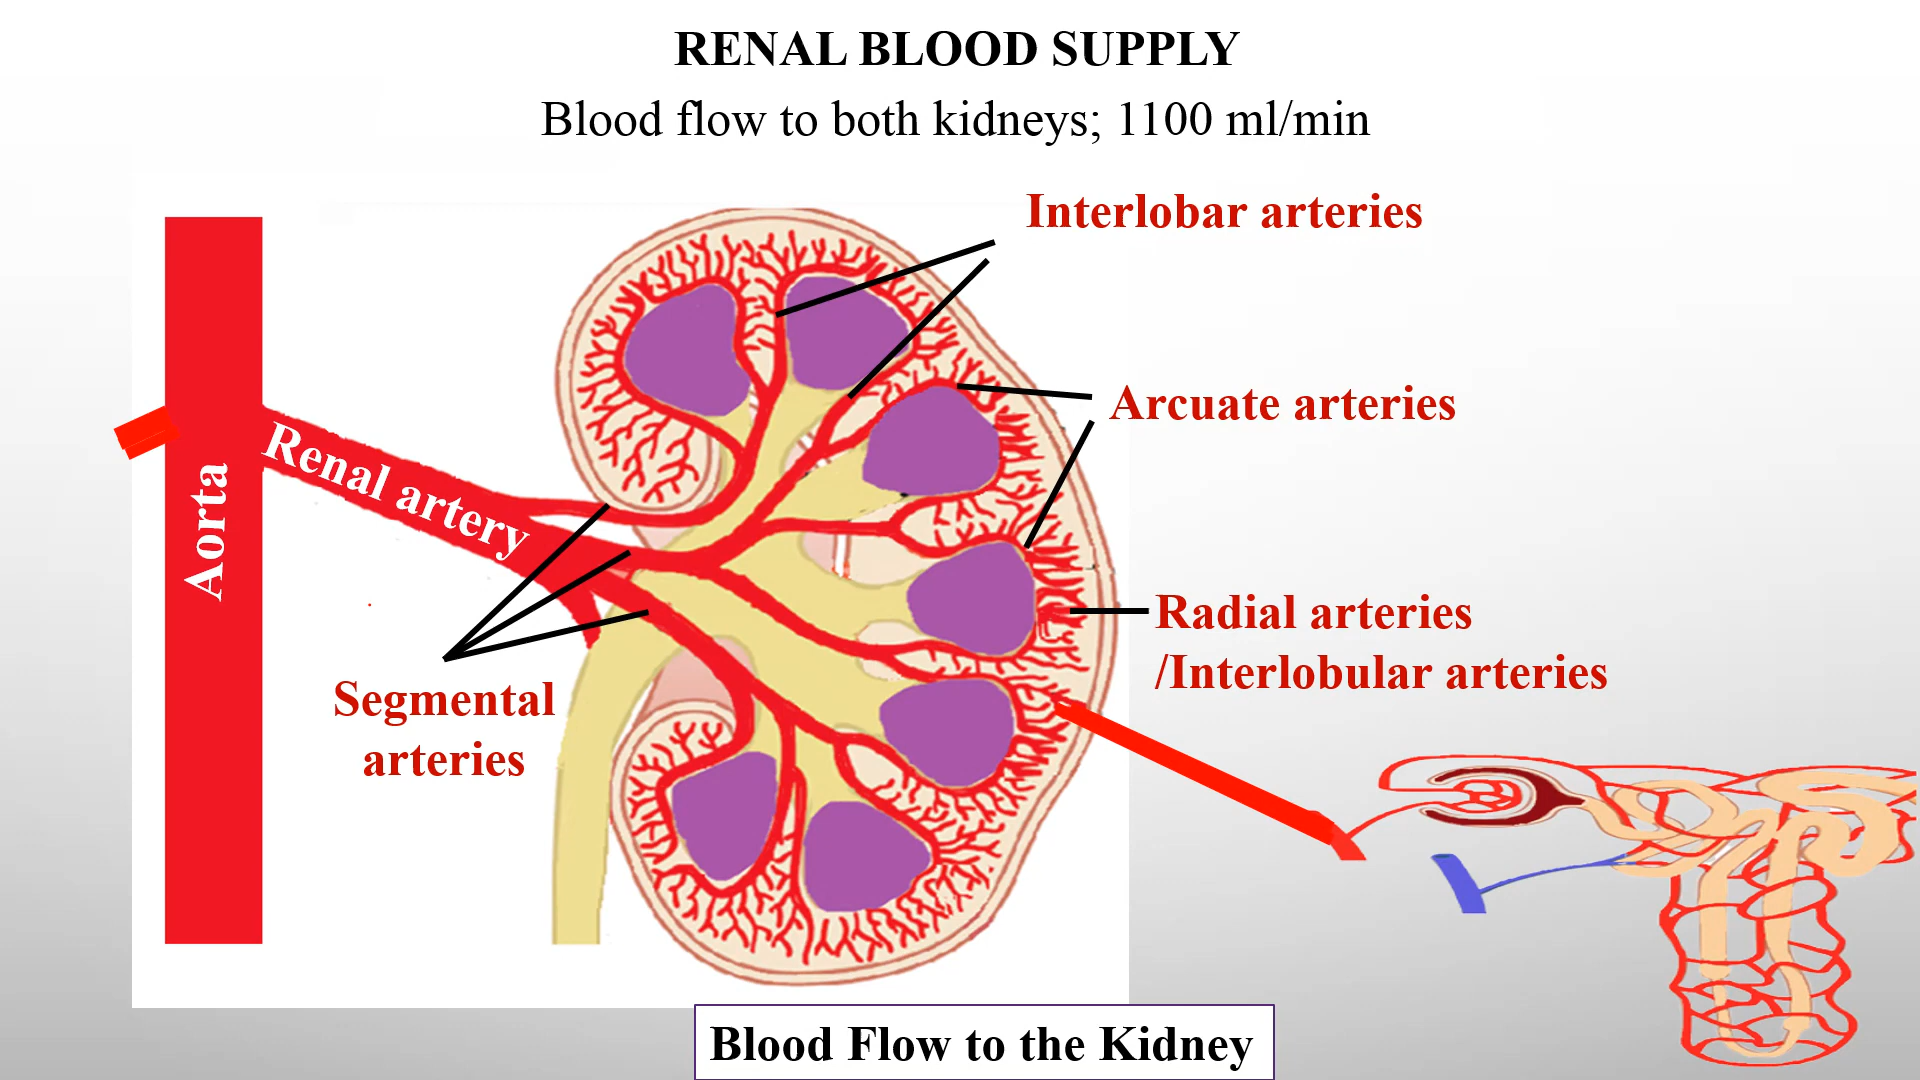 RENAL BLOOD SUPPLY
Blood flow to both kidneys; 1100 ml/min
Interlobar arteries
Arcuate arteries
Renal artery
Aorta
Radial arteries
/Interlobular arteries
Segmental
arteries
Blood Flow to the Kidney